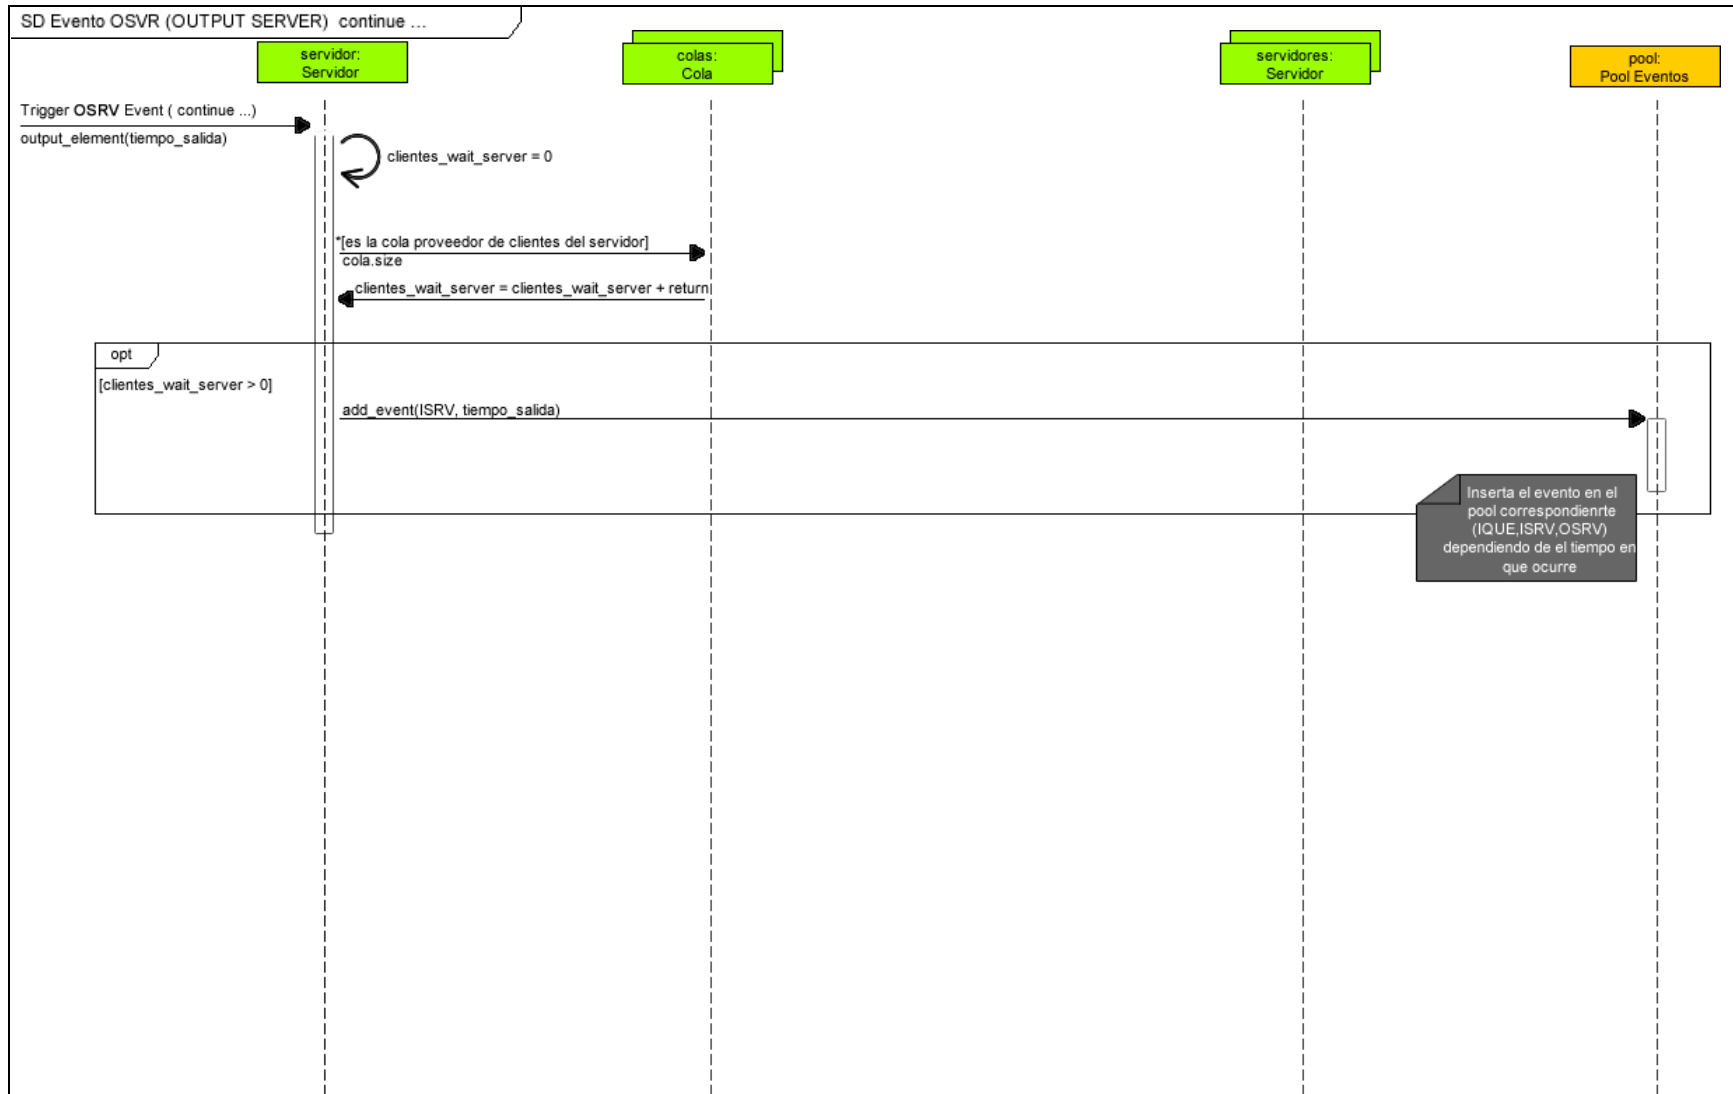 SD Evento OSVR (OUTPUT SERVER)  continue ...
servidor:
Servidor
colas:
Cola
servidores:
Servidor
pool:
Pool Eventos
Trigger OSRV Event ( continue ...)
output_element(tiempo_salida)
clientes_wait_server = 0
*[es la cola proveedor de clientes del servidor]
cola.size
clientes_wait_server = clientes_wait_server + return
opt
[clientes_wait_server > 0]
add_event(ISRV, tiempo_salida)
Inserta el evento en el
pool correspondienrte
(IQUE,ISRV,OSRV)
dependiendo de el tiempo en
que ocurre